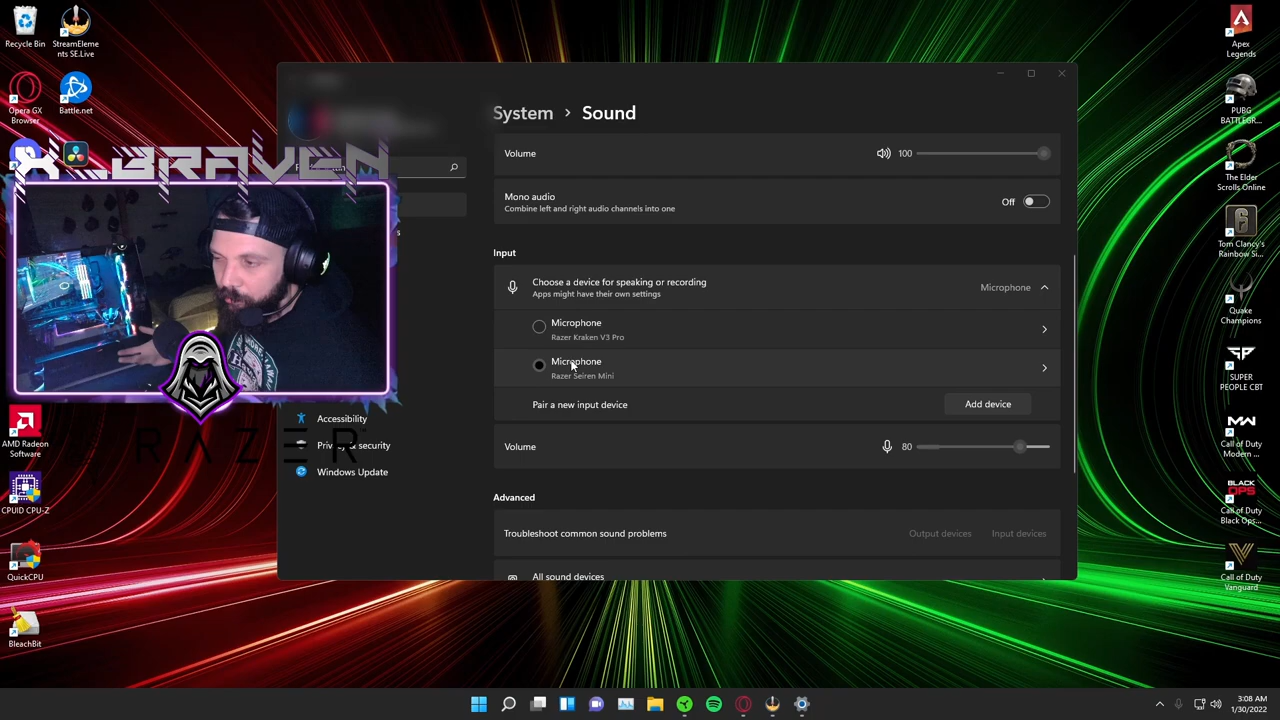 Recycle Bin
StreamEleme
nts SE.Live
Opera GX
Browser
Battle.net
X_BRAVEN
RAZER
AMD Radeon
Software
CPUID CPU-Z
QuickCPU
BleachBit
System > Sound
Volume
100
Mono audio
Combine left and right audio channels into one
Off
Input
Choose a device for speaking or recording
Apps might have their own settings
Microphone
Microphone
Razer Kraken V3 Pro
Microphone
Razer Seiren Mini
Pair a new input device
Add device
Volume
80
Accessibility
Privacy & security
Windows Update
Advanced
Troubleshoot common sound problems
Output devices
Input devices
All sound devices
Apex
Legends
PUBG
BATTLEGR...
The Elder
Scrolls Online
Tom Clancy's
Rainbow Si...
Quake
Champions
SUPER
PEOPLE CBT
Call of Duty
Modern ...
BLACK
OPS
Call of Duty
Black Ops...
Call of Duty
Vanguard
3:08 AM
1/30/2022